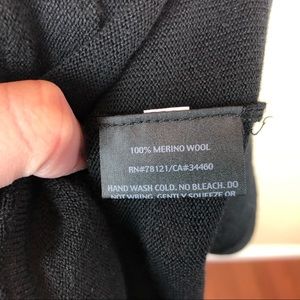 100% MERINO WOOL
RN#78121/CA#34460
HAND WASH COLD. NO BLEACH. DO
NOT WRING, GENTLY SQUEEZE OR